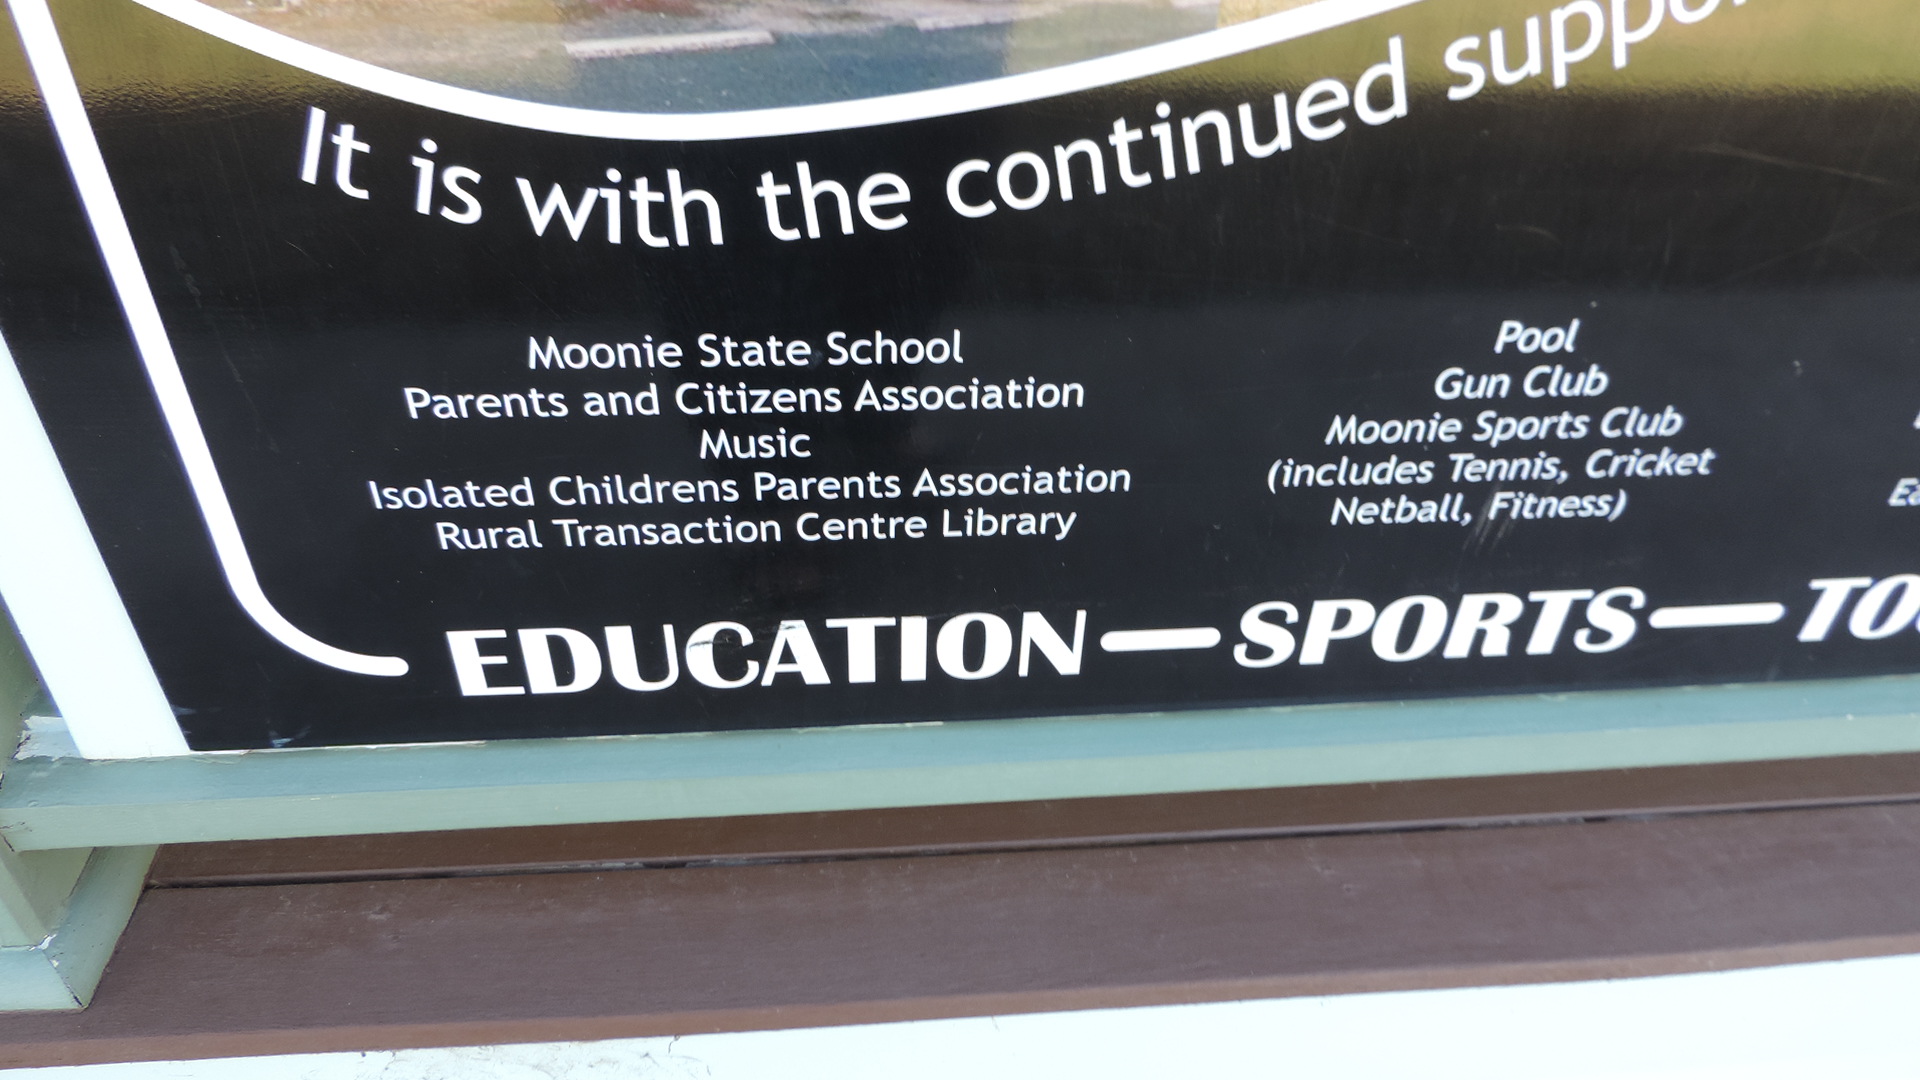 It is with the continued
Moonie State School
Parents and Citizens Association
Music
Isolated Childrens Parents Association
Rural Transaction Centre Library
EDUCATION—SPORTS—
Pool
Gun Club
Moonie Sports Club
(includes Tennis, Cricket
Netball, Fitness)